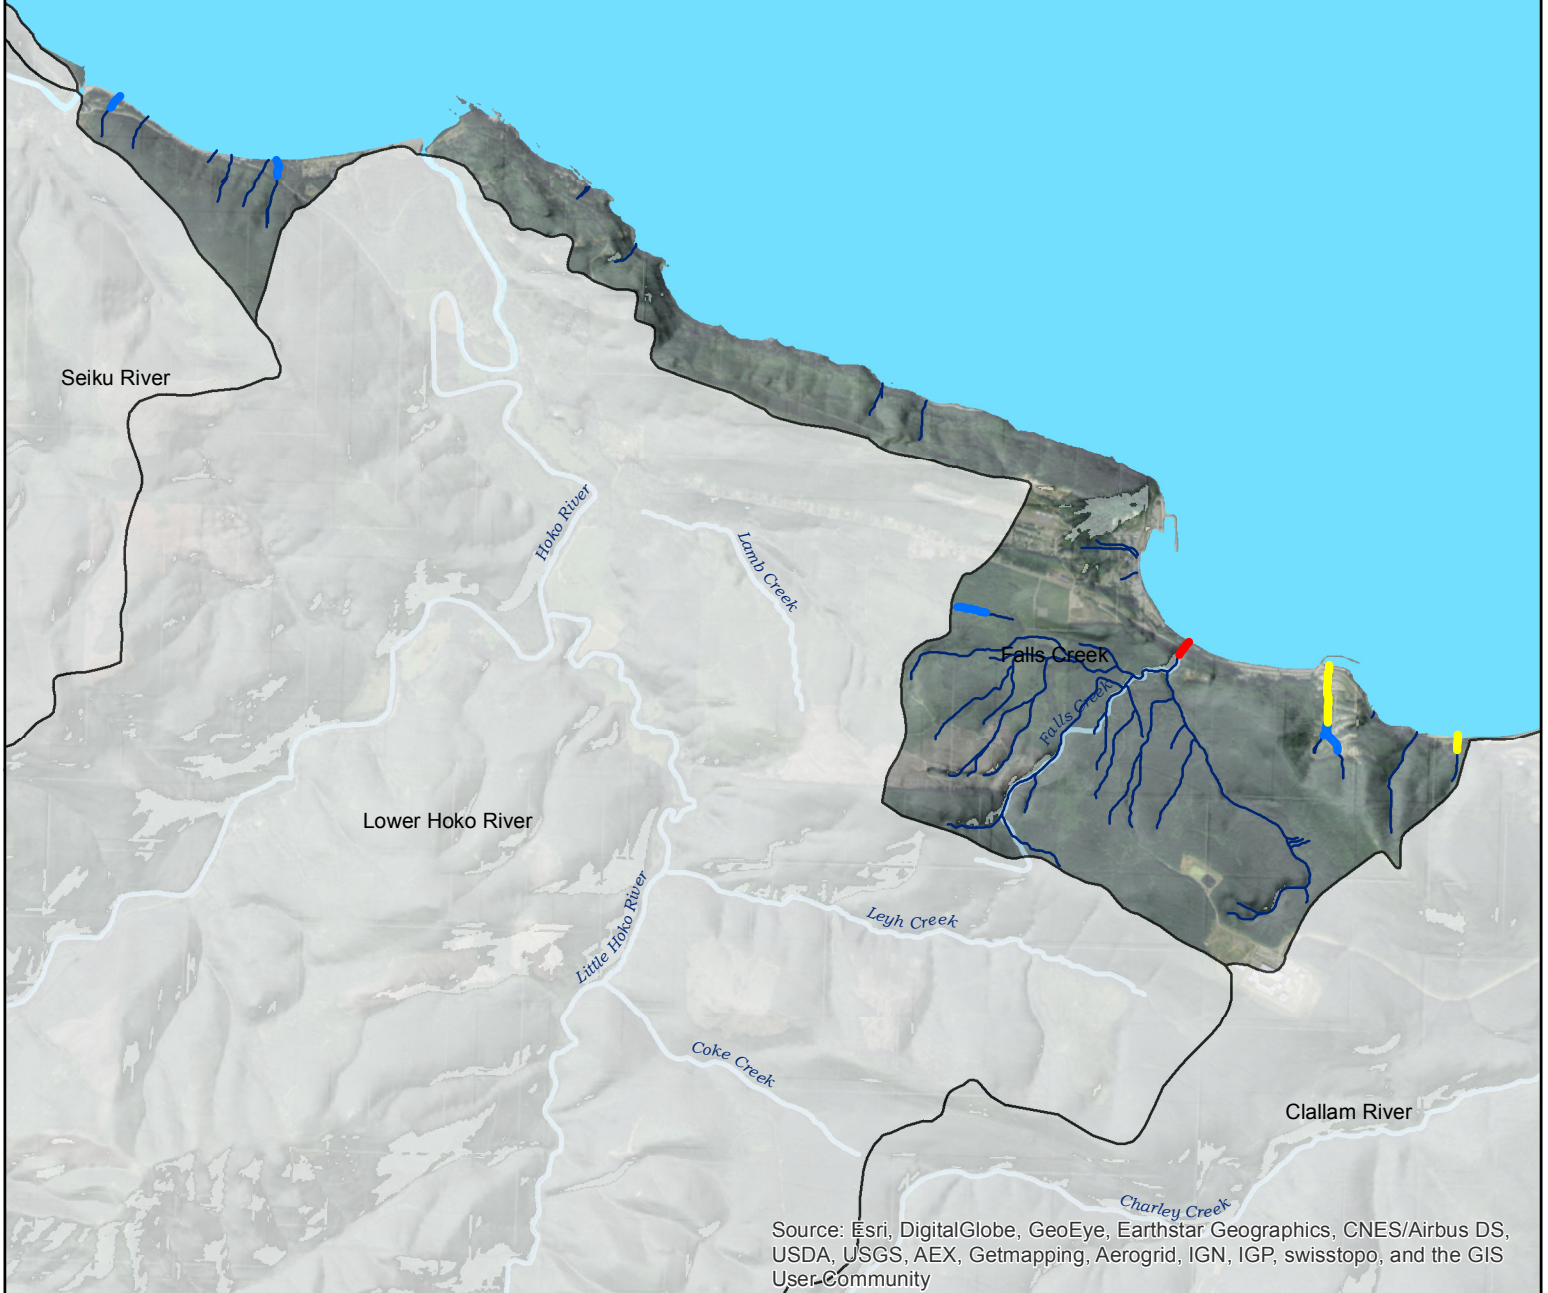 Seiku River
Hoko River
Lamb Creek
Falls Creek
Falls Creek
Lower Hoko River
Little Hoko River
Leyh Creek
Coke Creek
Clallam River
Charley Creek
Source: Esri, DigitalGlobe, GeoEye, Earthstar Geographics, CNES/Airbus DS,
USDA, USGS, AEX, Getmapping, Aerogrid, IGN, IGP, swisstopo, and the GIS
User Community